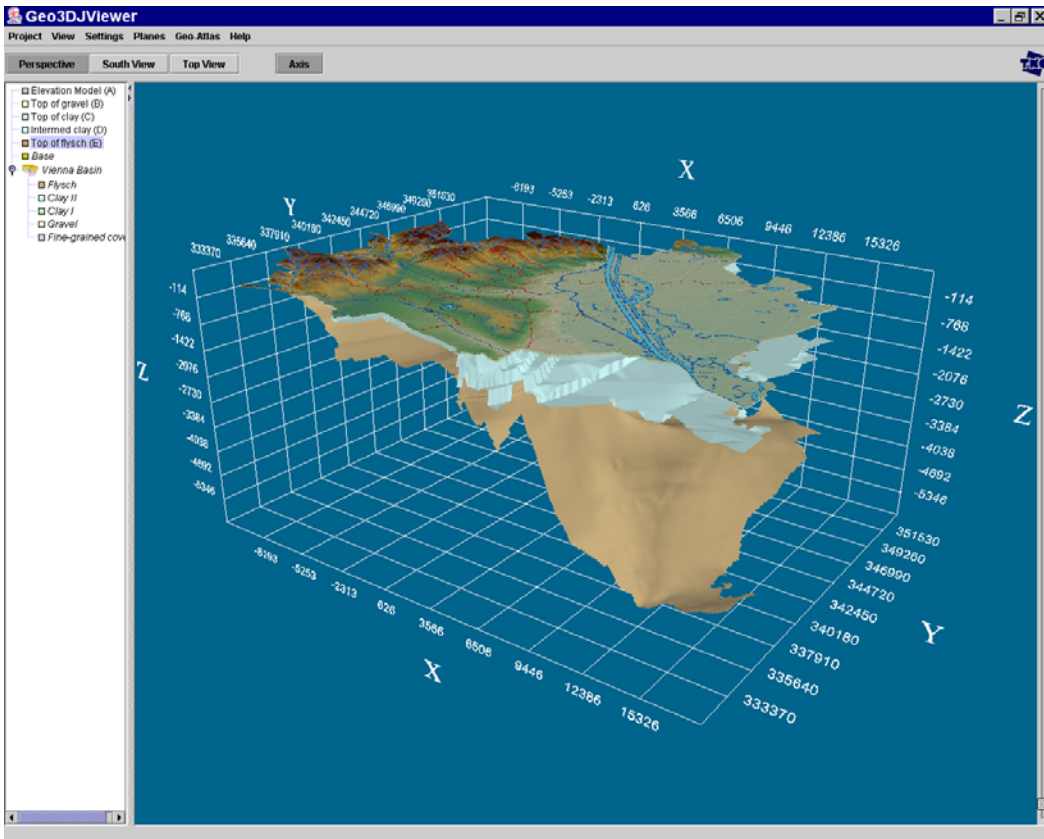 Geo3DJViewer
Project View Settings Planes Geo-Atlas Help
Perspective South View Top View Axis
Elevation Model (A)
Top of gravel (B)
Top of clay (C)
Intermed clay (D)
Top of flysch (E)
Base
Vienna Basin
Flysch
Clay II
Clay I
Gravel
Fine-grained cov
X
-8193 -5253 -2313 626 3566 6506 9446 12386 15326
Y
333370 335640 337910 340180 342450 344720 346990 349260 351530
Z
-114
-768
-1422
-2076
-2730
-3384
-4038
-4692
-5346
-114
-768
-1422
-2076
-2730
-3384
-4038
-4692
-5346
Z
-8193 -5253 -2313 626 3566 6506 9446 12386 15326
X
351530
349260
346990
344720
342450
340180
337910
335640
333370
Y